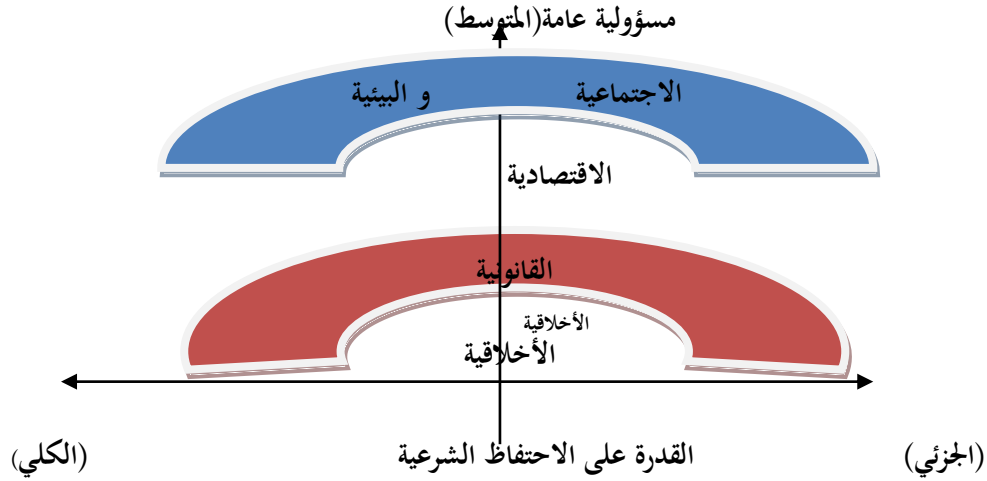 مسؤولية عامة(المتوسط)
الاجتماعية و البيئية
الاقتصادية
القانونية
الأخلاقية
الأخلاقية
(الجزئي) القدرة على الاحتفاظ الشرعية (الكلي)